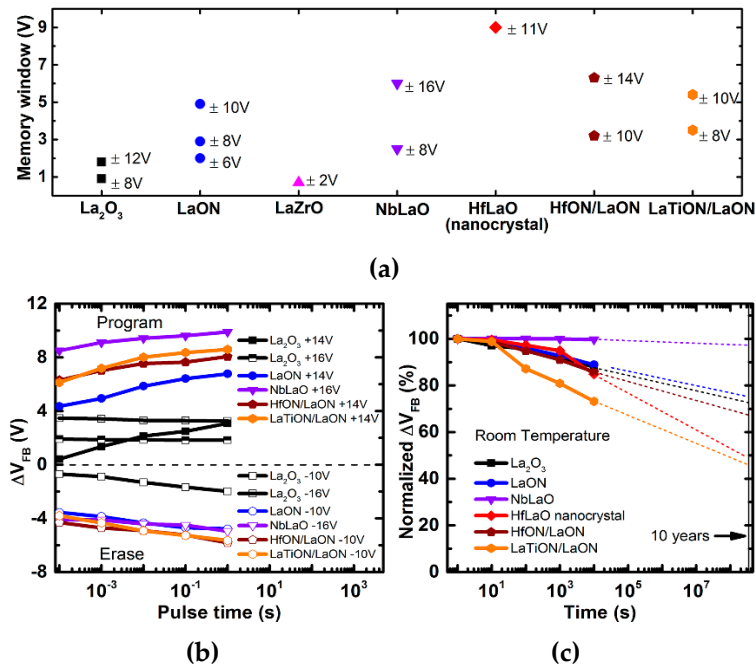 Memory window (V)
9
7
5
3
1
± 12V
± 8V
± 10V
± 8V
± 6V
± 2V
± 16V
± 8V
± 11V
± 14V
± 10V
± 10V
± 8V
La₂O₃ LaON LaZrO NbLaO HfLaO HfON/LaON LaTiON/LaON
(nanocrystal)
(a)
ΔV_FB (V)
12
8
4
0
-4
-8
Program
La₂O₃ +14V
La₂O₃ +16V
LaON +14V
NbLaO +16V
HfON/LaON +14V
LaTiON/LaON +14V
La₂O₃ -10V
La₂O₃ -16V
LaON -10V
NbLaO -16V
HfON/LaON -10V
LaTiON/LaON -10V
Erase
10⁻³ 10⁻¹ 10¹ 10³
Pulse time (s)
(b)
Normalized ΔV_FB (%)
120
100
80
60
40
20
0
Room Temperature
La₂O₃
LaON
NbLaO
HfLaO nanocrystal
HfON/LaON
LaTiON/LaON
10 years
10¹ 10³ 10⁵ 10⁷
Time (s)
(c)